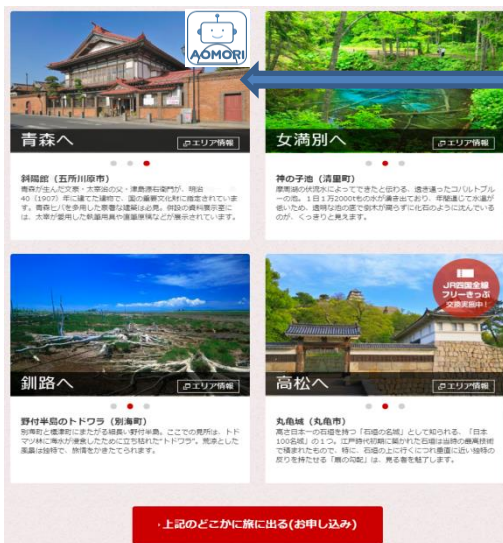 AOMORI
青森へ
エリア情報
斜陽館(五所川原市)
青森が生んだ文豪・太宰治の父・津島源右衛門が、明治
40(1907)年に建てた建物で、国の重要文化財に指定されていま
す。青森ヒバを多用した豪奢な建築は必見。併設の資料展示室に
は、太宰が愛用した執筆用具や直筆原稿などが展示されています。
女満別へ
エリア情報
神の子池(清里町)
摩周湖の伏流水によってできたと伝わる、透き通ったコバルトブル
ーの池。1日1万2000tもの水が湧き出ており、年間通じて水温が
低いため、透明な池の底で倒木が腐らずに化石のように沈んでいる
のが、くっきりと見えます。
釧路へ
エリア情報
野付半島のトドワラ(別海町)
別海町と標津町にまたがる細長い野付半島。ここでの見所は、トド
マツ林に海水が浸食したために立ち枯れた"トドワラ"。荒涼とした
風景は独特で、旅情をかきたてられます。
JR四国全線
フリーきっぷ
交換実施中!
高松へ
エリア情報
丸亀城(丸亀市)
高さ日本一の石垣を持つ「石垣の名城」として知られる、「日本
100名城」の1つ。江戸時代初期に築かれた石垣は当時の最高技術
で積まれたもので、特に、石垣の上に行くにつれ垂直に近い独特の
反りを持たせる「扇の勾配」は、見る者を魅了します。
上記のどこかに旅に出る(お申し込み)